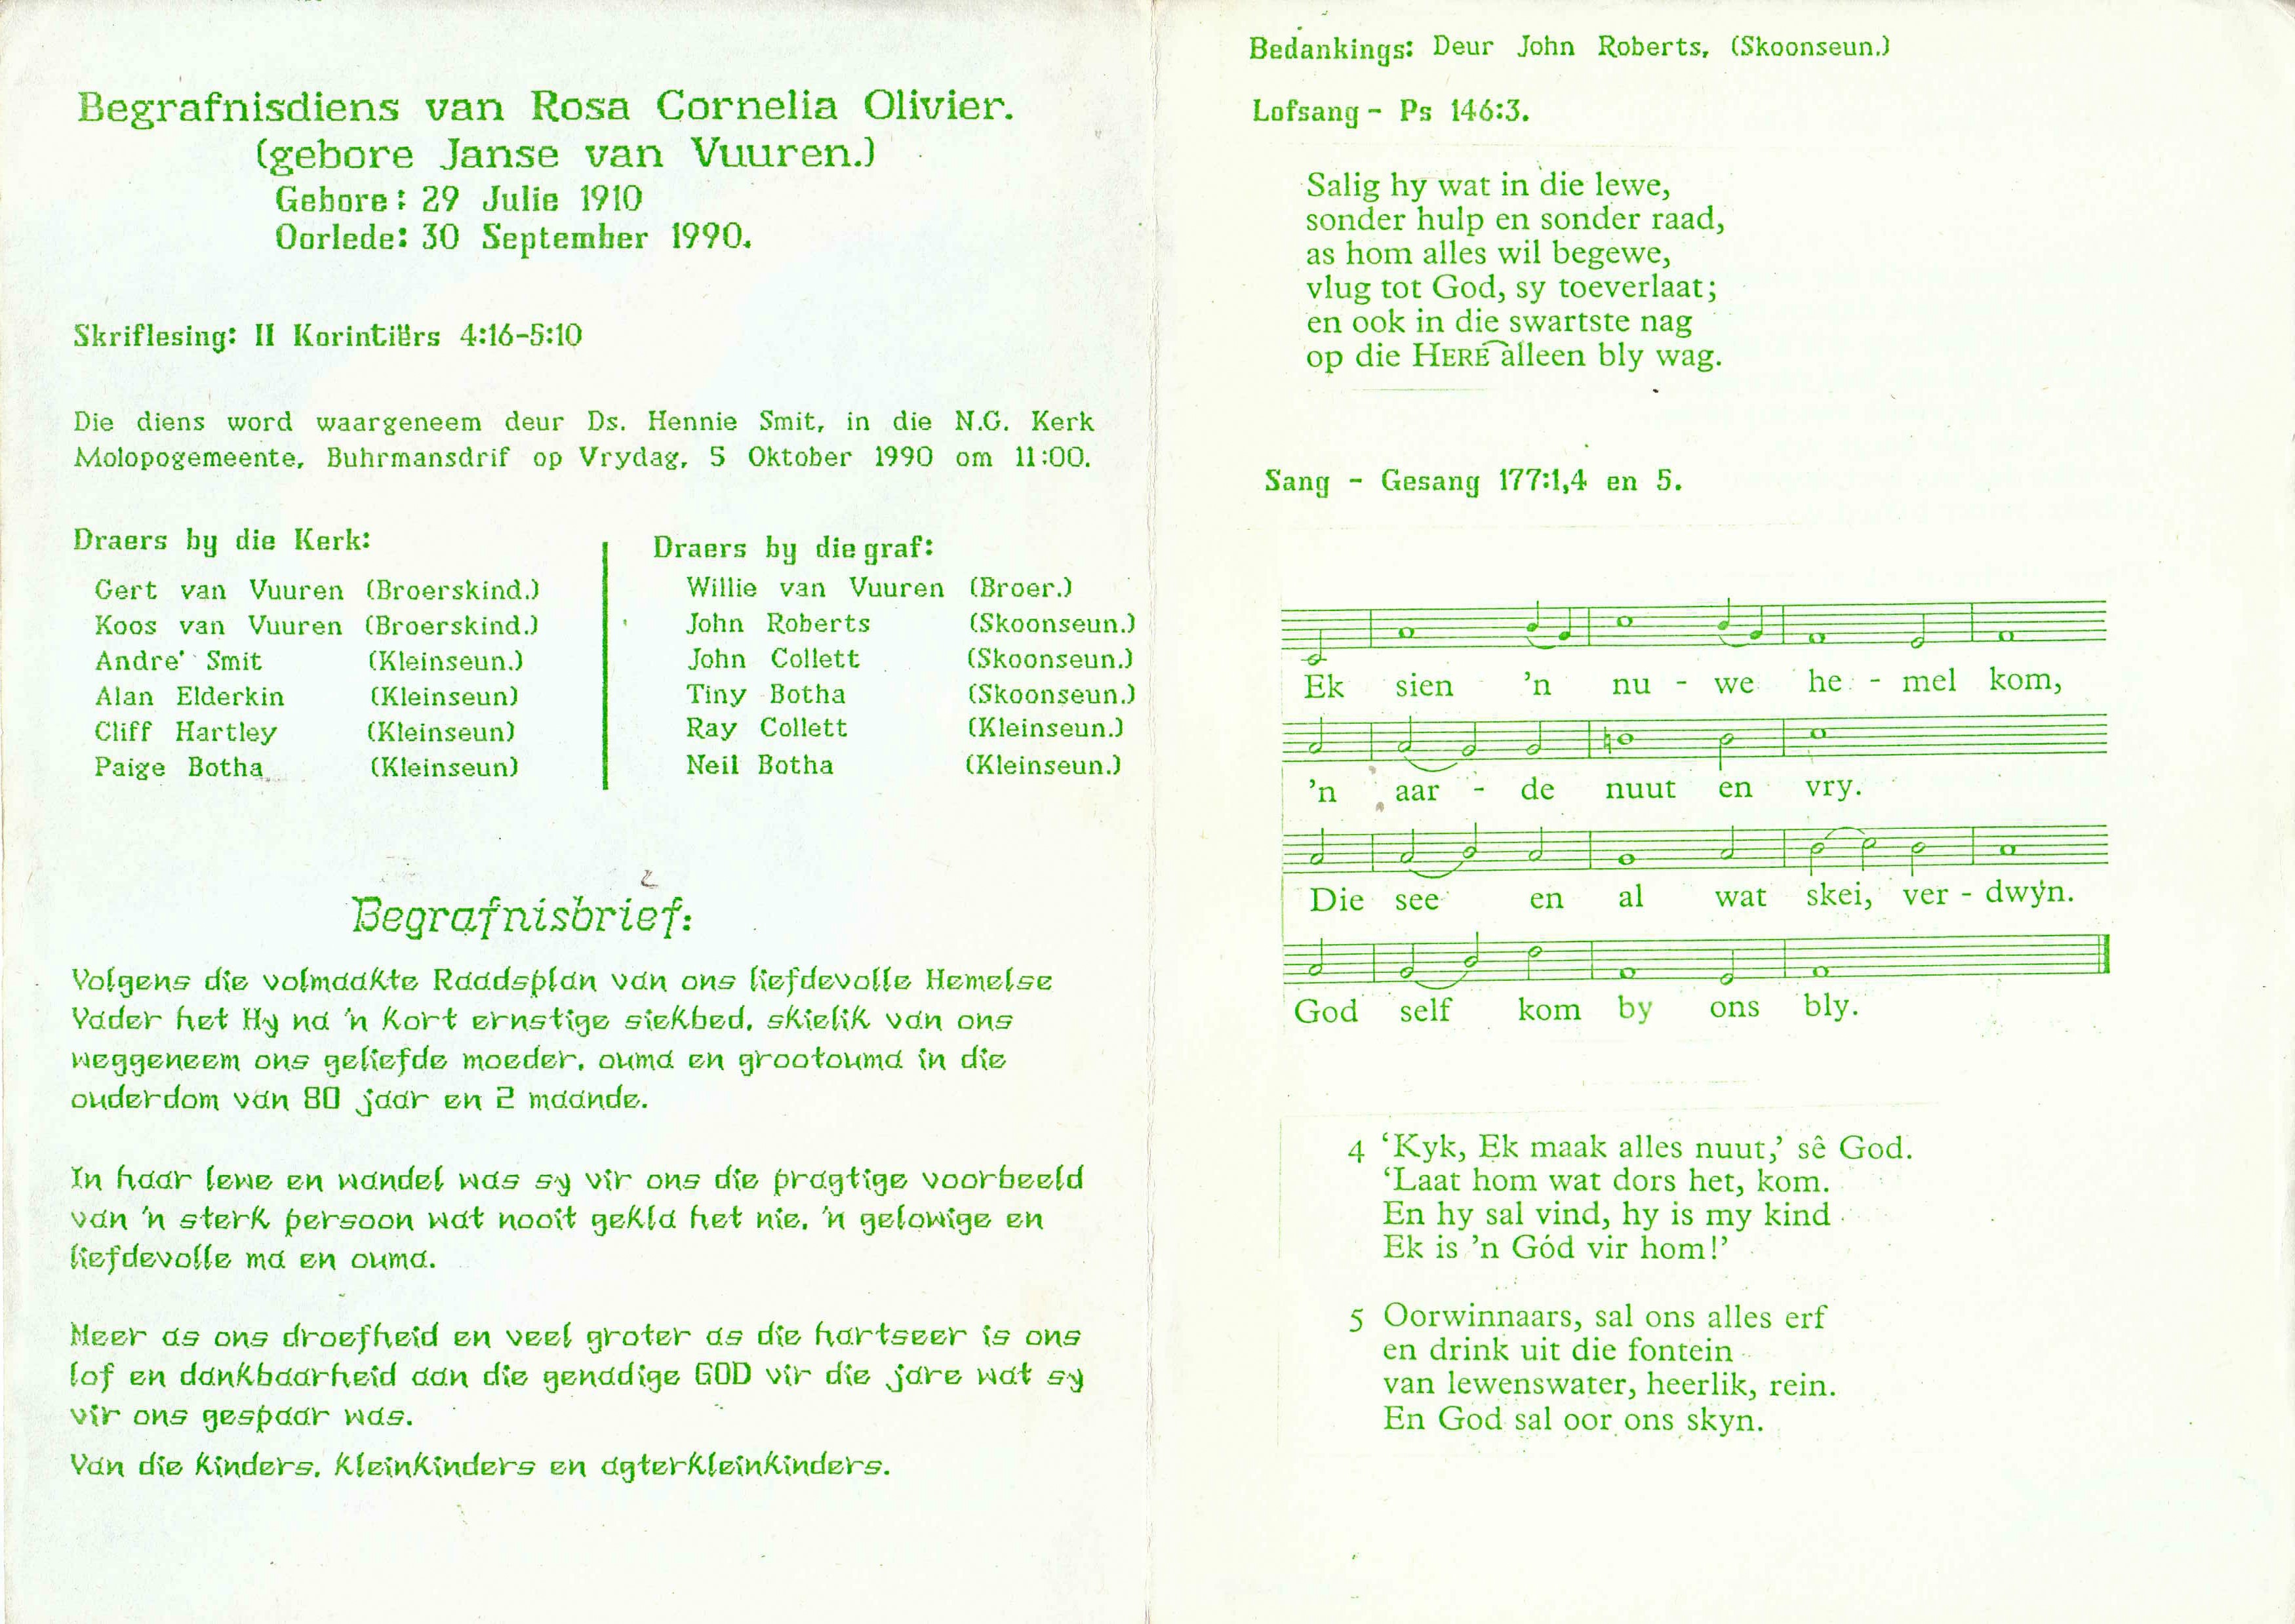 Begrafnisdiens van Rosa Cornelia Olivier.
(gebore Janse van Vuuren.)
Gebore: 29 Julie 1910
Oorlede: 30 September 1990.
Skriflesing: II Korintiërs 4:16-5:10
Die diens word waargeneem deur Ds. Hennie Smit, in die N.G. Kerk
Molopogemeente, Buhrmansdrif op Vrydag, 5 Oktober 1990 om 11:00.
Draers by die Kerk:
Gert van Vuuren (Broerskind.)
Koos van Vuuren (Broerskind.)
Andre' Smit (Kleinseun.)
Alan Elderkin (Kleinseun)
Cliff Hartley (Kleinseun)
Paige Botha (Kleinseun)
Draers by die graf:
Willie van Vuuren (Broer.)
John Roberts (Skoonseun.)
John Collett (Skoonseun.)
Tiny Botha (Skoonseun.)
Ray Collett (Kleinseun.)
Neil Botha (Kleinseun.)
Begrafnisbrief:
Volgens die volmaakte Raadsplan van ons liefdevolle Hemelse
Vader het Hy na 'n kort ernstige siekbed, skielik van ons
weggeneem ons geliefde moeder, ouma en grootouma in die
ouderdom van 80 jaar en 2 maande.
In haar lewe en wandel was sy vir ons die pragtige voorbeeld
van 'n sterk persoon wat nooit gekla het nie, 'n gelowige en
liefdevolle ma en ouma.
Meer as ons droefheid en veel groter as die hartseer is ons
lof en dankbaarheid aan die genadige GOD vir die jare wat sy
vir ons gespaar was.
Van die kinders, kleinkinders en agterkleinkinders.
Bedankings: Deur John Roberts, (Skoonseun.)
Lofsang - Ps 146:3.
Salig hy wat in die lewe,
sonder hulp en sonder raad,
as hom alles wil begewe,
vlug tot God, sy toeverlaat;
en ook in die swartste nag
op die HERE alleen bly wag.
Sang - Gesang 177:1,4 en 5.
Ek sien 'n nu - we he - mel kom,
'n aar - de nuut en vry.
Die see en al wat skei, ver - dwyn.
God self kom by ons bly.
4 ‘Kyk, Ek maak alles nuut,’ sê God.
‘Laat hom wat dors het, kom.
En hy sal vind, hy is my kind
Ek is ’n Gód vir hom!’
5 Oorwinnaars, sal ons alles erf
en drink uit die fontein
van lewenswater, heerlik, rein.
En God sal oor ons skyn.